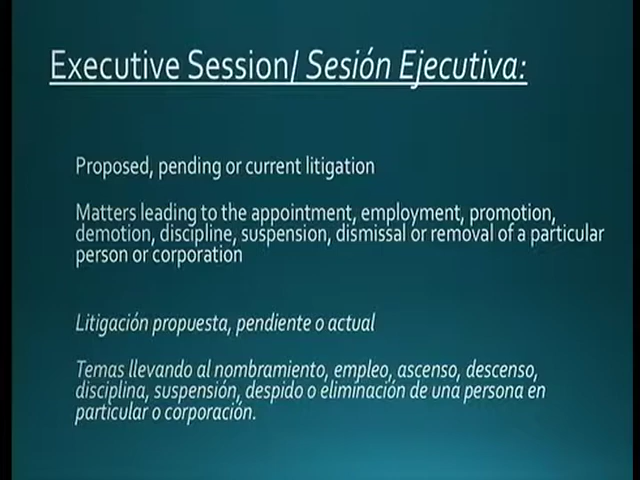 Executive Session/ Sesión Ejecutiva:
Proposed, pending or current litigation
Matters leading to the appointment, employment, promotion,
demotion, discipline, suspension, dismissal or removal of a particular
person or corporation
Litigación propuesta, pendiente o actual
Temas llevando al nombramiento, empleo, ascenso, descenso,
disciplina, suspensión, despido o eliminación de una persona en
particular o corporación.